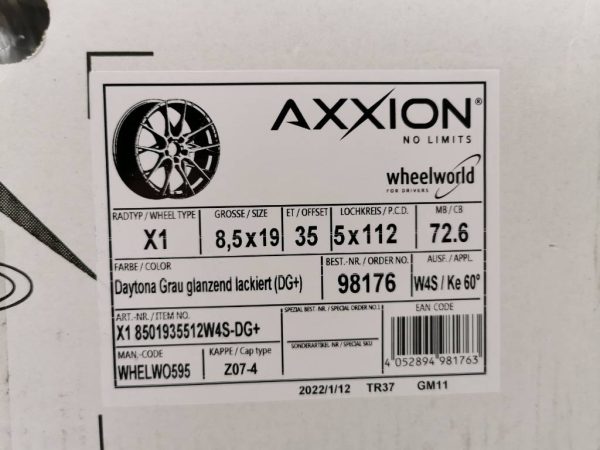 AXXION®
NO LIMITS
wheelworld
FOR DRIVERS
RADTYP / WHEEL TYPE GRÖSSE / SIZE ET / OFFSET LOCHKREIS / P.C.D. MB / CB
X1 8,5x19 35 5x112 72.6
FARBE / COLOR BEST.-NR. / ORDER NO. AUSF. / APPL.
Daytona Grau glanzend lackiert (DG+) 98176 W4S / Ke 60°
ART.-NR. / ITEM NO. SPEZIAL BEST. NR. / SPECIAL ORDER NO. EAN CODE
X1 8501935512W4S-DG+
MAN.-CODE KAPPE / Cap type SONDERARTIKEL NR. / SPECIAL SKU
WHELWO595 Z07-4 4 052894 981763
2022/1/12 TR37 GM11